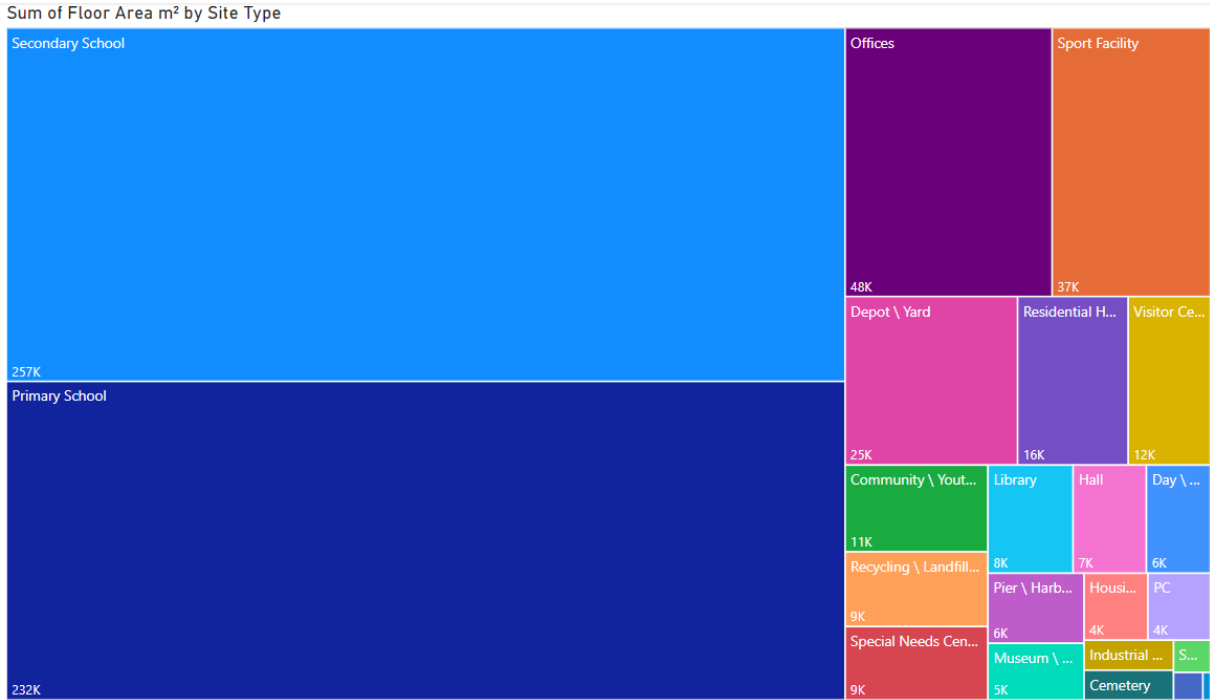 Sum of Floor Area m² by Site Type
Secondary School
257K
Primary School
232K
Offices
48K
Sport Facility
37K
Depot \ Yard
25K
Residential H...
16K
Visitor Ce...
12K
Community \ Yout...
11K
Recycling \ Landfill...
9K
Special Needs Cen...
9K
Library
8K
Hall
7K
Day \ ...
6K
Pier \ Harb...
6K
Housi...
4K
PC
4K
Museum \ ...
5K
Industrial ...
S...
Cemetery